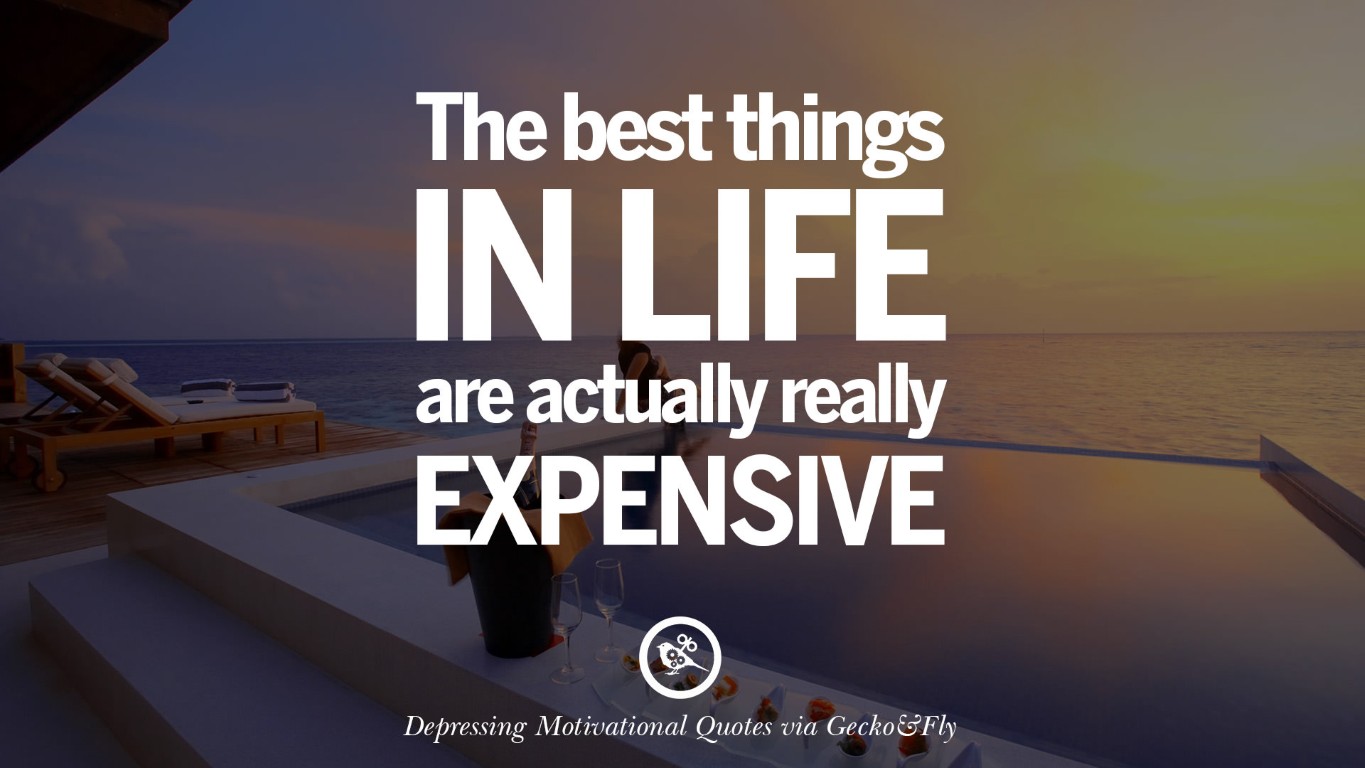 The best things
IN LIFE
are actually really
EXPENSIVE
Depressing Motivational Quotes via Gecko&Fly